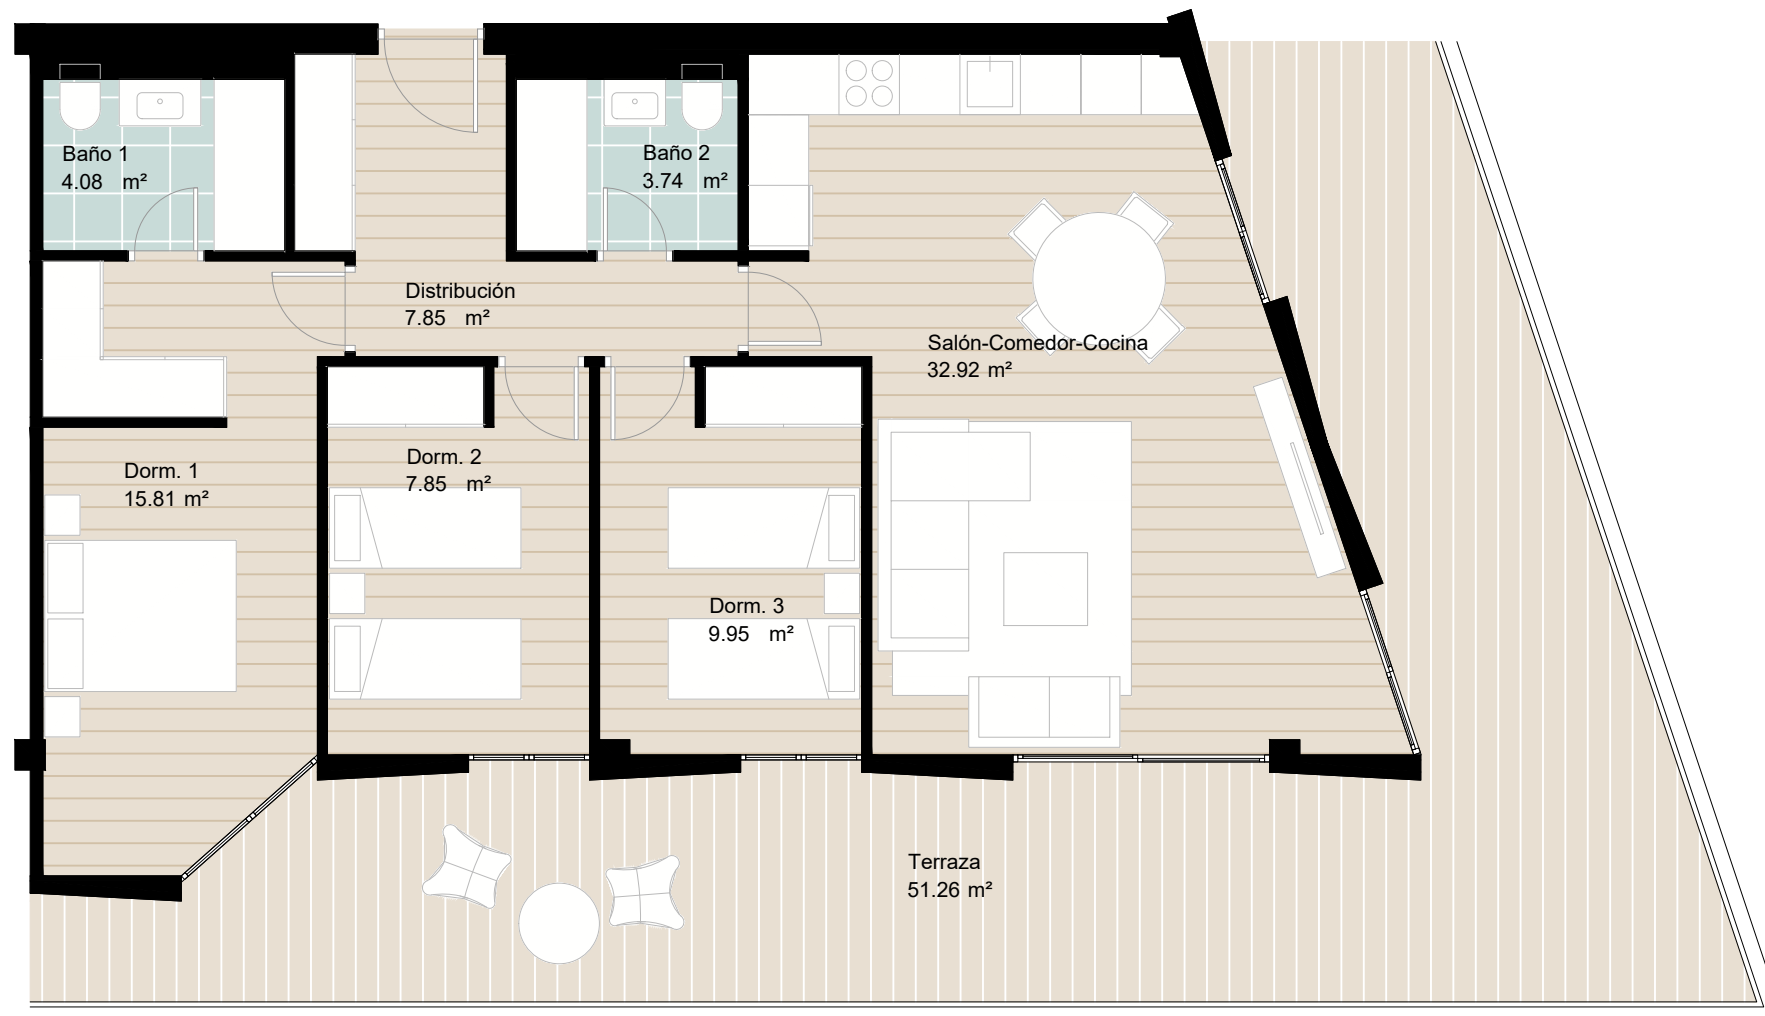 Baño 1
4.08 m²
Baño 2
3.74 m²
Distribución
7.85 m²
Salón-Comedor-Cocina
32.92 m²
Dorm. 1
15.81 m²
Dorm. 2
7.85 m²
Dorm. 3
9.95 m²
Terraza
51.26 m²